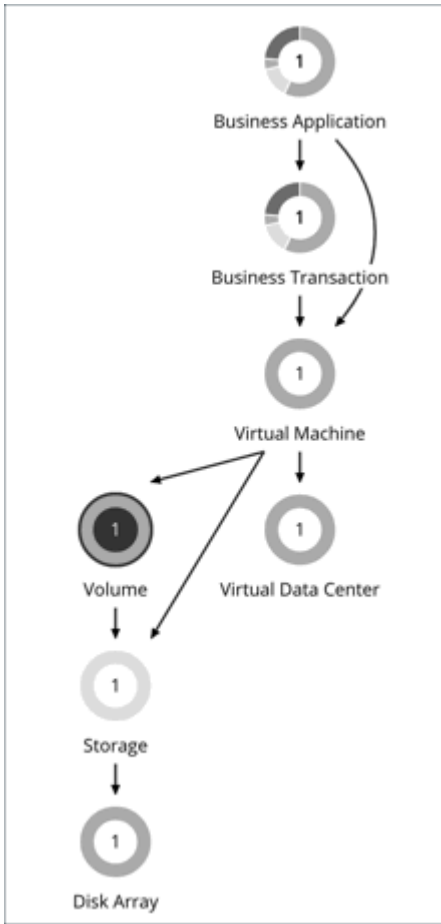 1
Business Application
1
Business Transaction
1
Virtual Machine
1
Volume
1
Virtual Data Center
1
Storage
1
Disk Array